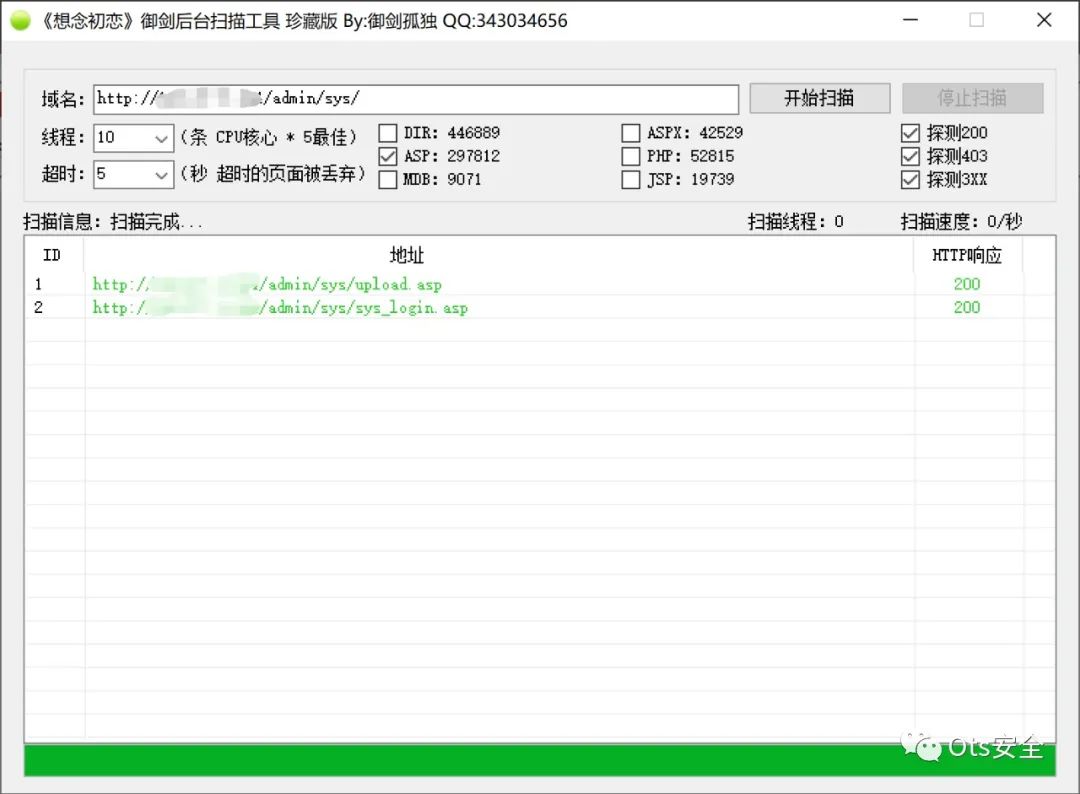 《想念初恋》御剑后台扫描工具 珍藏版 By:御剑孤独 QQ:343034656
域名: http:// /admin/sys/ 开始扫描 停止扫描
线程: 10 (条 CPU核心 * 5最佳) DIR: 446889 ASPX: 42529 探测200
ASP: 297812 PHP: 52815 探测403
超时: 5 (秒 超时的页面被丢弃) MDB: 9071 JSP: 19739 探测3XX
扫描信息: 扫描完成... 扫描线程: 0 扫描速度: 0/秒
ID 地址 HTTP响应
1 http:/ /admin/sys/upload.asp 200
2 http:/ /admin/sys/sys_login.asp 200
Ots安全